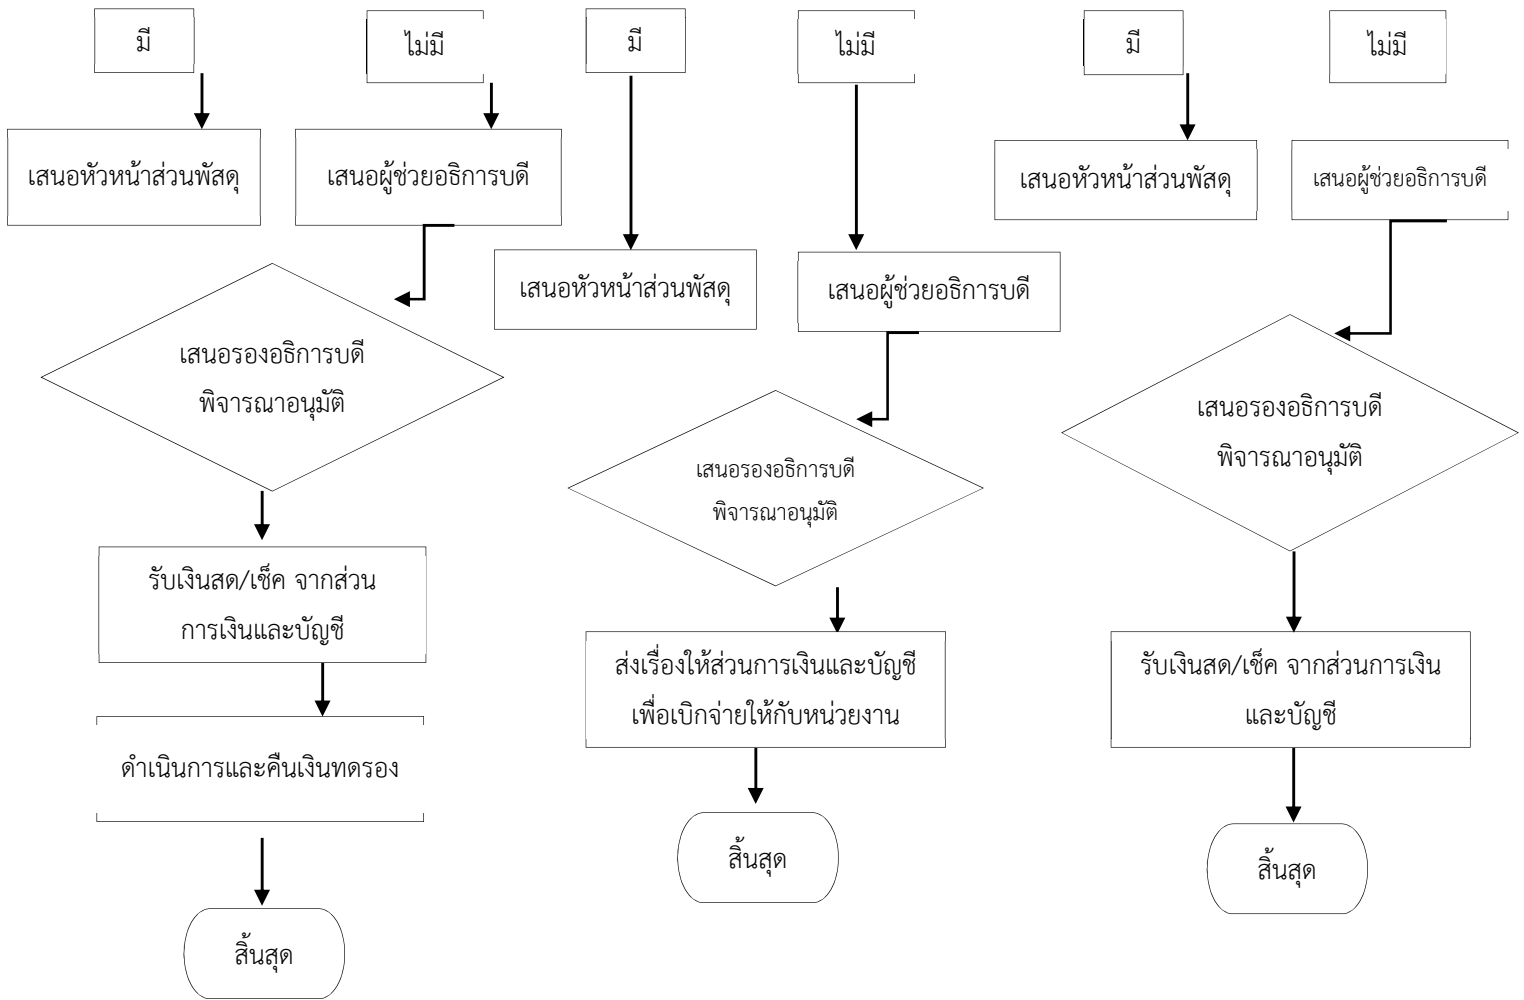 มี
ไม่มี
มี
ไม่มี
มี
ไม่มี
เสนอหัวหน้าส่วนพัสดุ
เสนอผู้ช่วยอธิการบดี
เสนอหัวหน้าส่วนพัสดุ
เสนอผู้ช่วยอธิการบดี
เสนอหัวหน้าส่วนพัสดุ
เสนอผู้ช่วยอธิการบดี
เสนอรองอธิการบดี
พิจารณาอนุมัติ
เสนอรองอธิการบดี
พิจารณาอนุมัติ
เสนอรองอธิการบดี
พิจารณาอนุมัติ
รับเงินสด/เช็ค จากส่วน
การเงินและบัญชี
ส่งเรื่องให้ส่วนการเงินและบัญชี
เพื่อเบิกจ่ายให้กับหน่วยงาน
รับเงินสด/เช็ค จากส่วนการเงิน
และบัญชี
ดำเนินการและคืนเงินทดรอง
สิ้นสุด
สิ้นสุด
สิ้นสุด